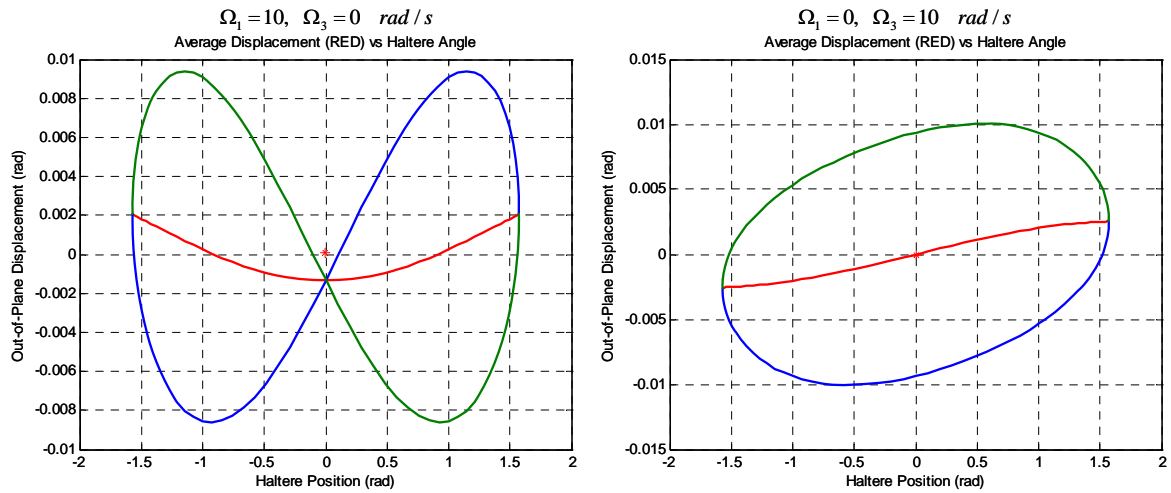 Ω₁ = 10, Ω₃ = 0 rad / s
Average Displacement (RED) vs Haltere Angle
0.01
0.008
0.006
0.004
0.002
0
-0.002
-0.004
-0.006
-0.008
-0.01
-2 -1.5 -1 -0.5 0 0.5 1 1.5 2
Out-of-Plane Displacement (rad)
Haltere Position (rad)
Ω₁ = 0, Ω₃ = 10 rad / s
Average Displacement (RED) vs Haltere Angle
0.015
0.01
0.005
0
-0.005
-0.01
-0.015
-2 -1.5 -1 -0.5 0 0.5 1 1.5 2
Out-of-Plane Displacement (rad)
Haltere Position (rad)